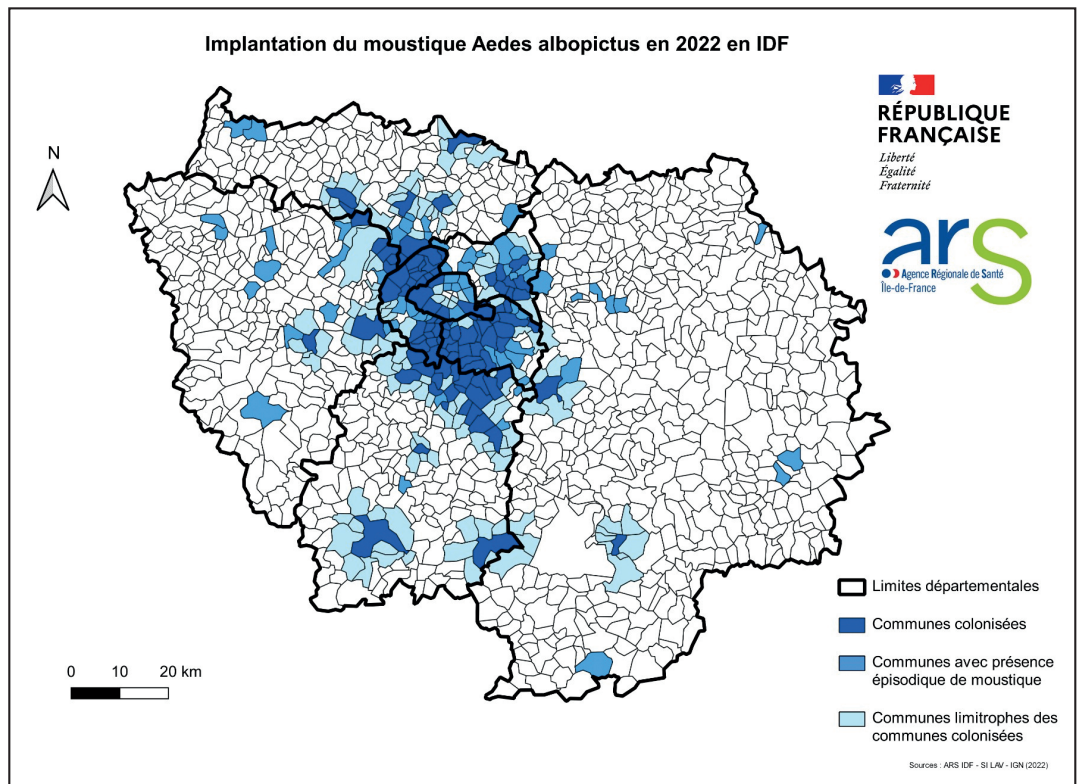 Implantation du moustique Aedes albopictus en 2022 en IDF
RÉPUBLIQUE
FRANÇAISE
Liberté
Égalité
Fraternité
N
ars
Agence Régionale de Santé
Île-de-France
Limites départementales
Communes colonisées
Communes avec présence
épisodique de moustique
Communes limitrophes des
communes colonisées
0 10 20 km
Sources : ARS IDF - SI LAV - IGN (2022)